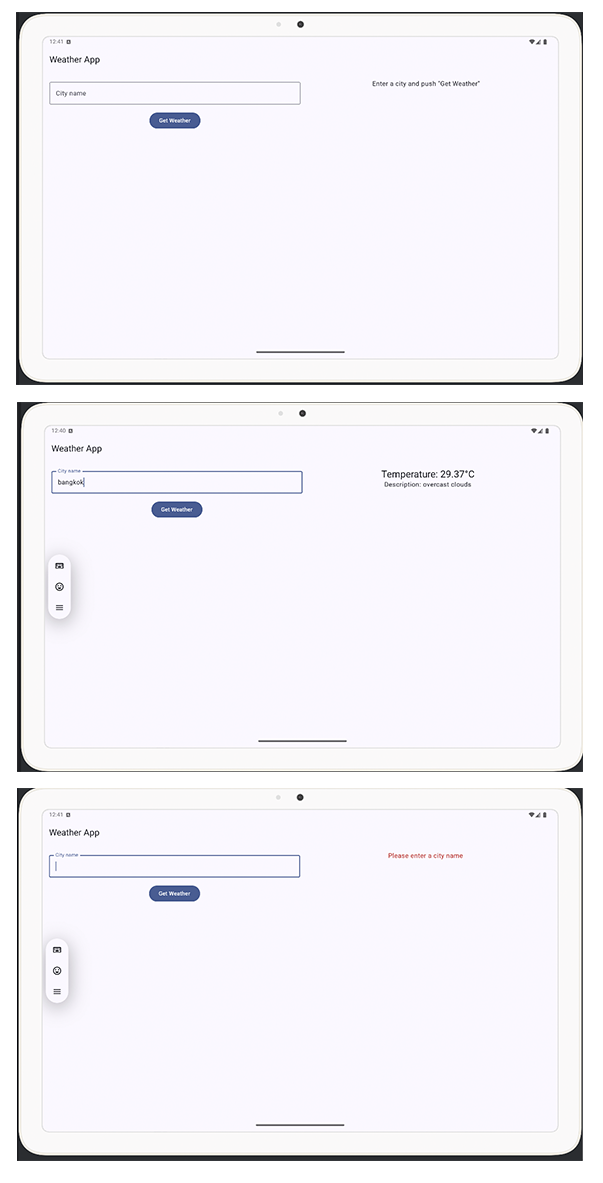 12:41
Weather App
City name
Enter a city and push "Get Weather"
Get Weather
12:40
Weather App
City name
bangkok
Temperature: 29.37°C
Description: overcast clouds
Get Weather
12:41
Weather App
City name
Please enter a city name
Get Weather